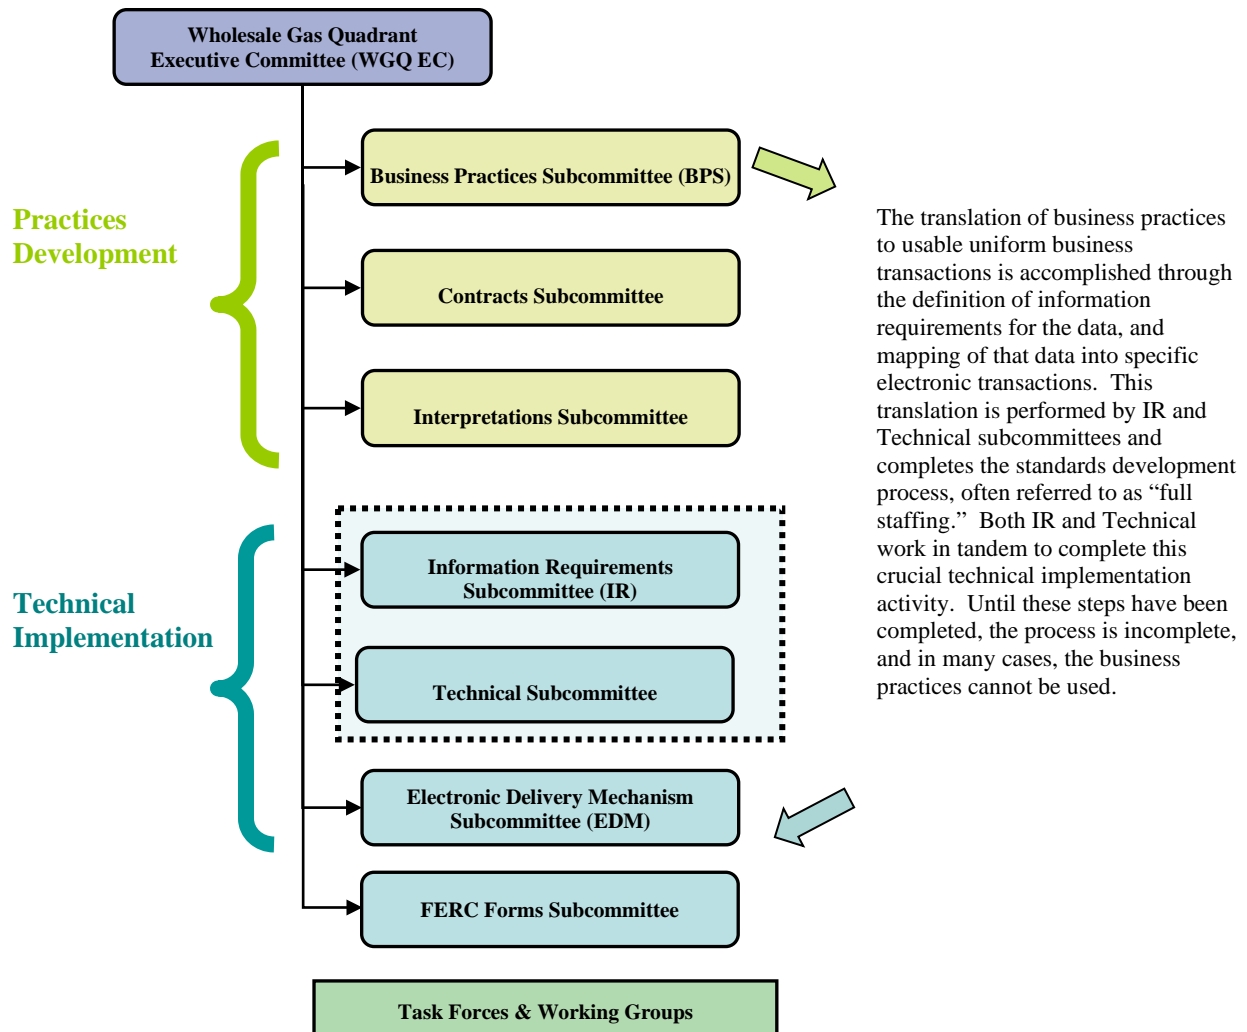 Wholesale Gas Quadrant
Executive Committee (WGQ EC)
Practices
Development
Business Practices Subcommittee (BPS)
Contracts Subcommittee
Interpretations Subcommittee
Technical
Implementation
Information Requirements
Subcommittee (IR)
Technical Subcommittee
Electronic Delivery Mechanism
Subcommittee (EDM)
FERC Forms Subcommittee
Task Forces & Working Groups
The translation of business practices
to usable uniform business
transactions is accomplished through
the definition of information
requirements for the data, and
mapping of that data into specific
electronic transactions.  This
translation is performed by IR and
Technical subcommittees and
completes the standards development
process, often referred to as “full
staffing.”  Both IR and Technical
work in tandem to complete this
crucial technical implementation
activity.  Until these steps have been
completed, the process is incomplete,
and in many cases, the business
practices cannot be used.